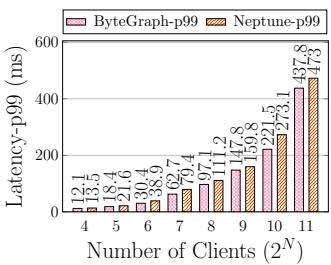 ByteGraph-p99 Neptune-p99
Latency-p99 (ms)
600
400
200
0
12.1 13.5 18.4 21.6 30.4 38.9 62.7 79.4 97.1 111.2 147.8 159.8 221.5 273.1 437.8 473
4 5 6 7 8 9 10 11
Number of Clients (2^N)